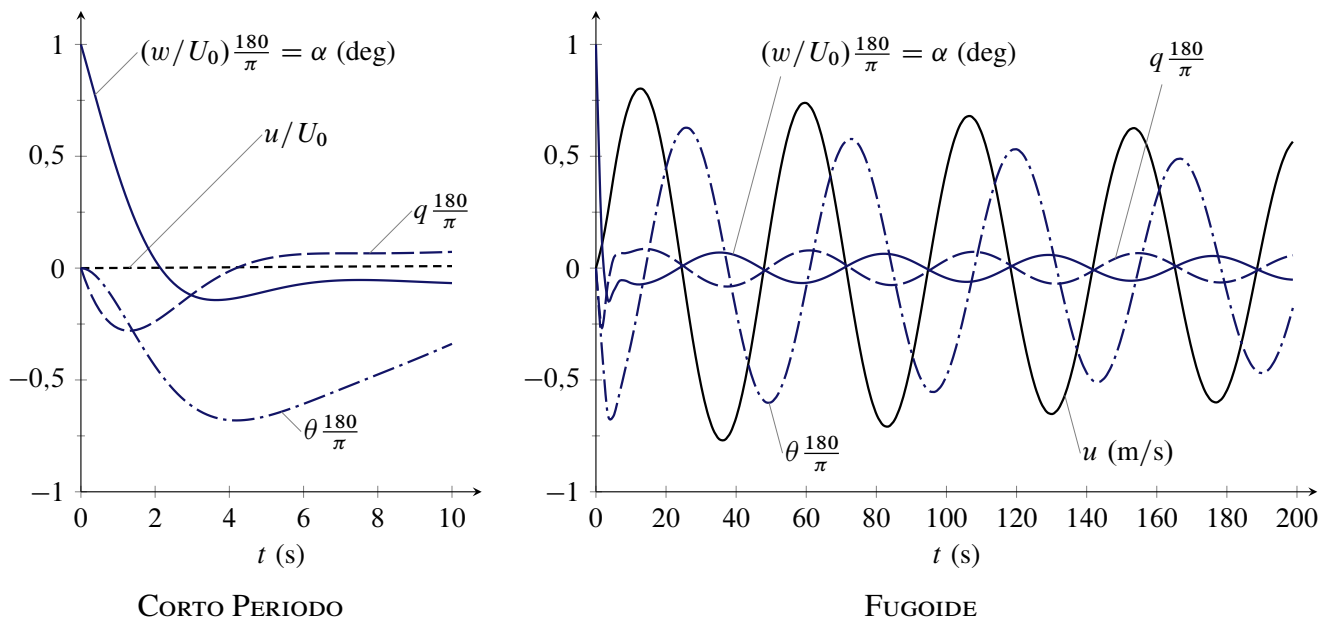 (w/U₀) 180/π = α (deg)
u/U₀
q 180/π
θ 180/π
1
0,5
0
−0,5
−1
0 2 4 6 8 10
t (s)
CORTO PERIODO
(w/U₀) 180/π = α (deg)
q 180/π
θ 180/π
u (m/s)
1
0,5
0
−0,5
−1
0 20 40 60 80 100 120 140 160 180 200
t (s)
FUGOIDE